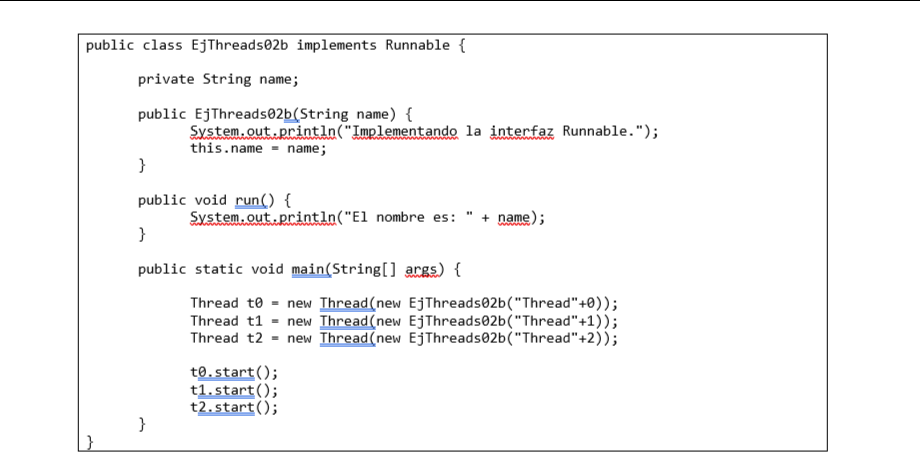 public class EjThreads02b implements Runnable {
private String name;
public EjThreads02b(String name) {
System.out.println("Implementando la interfaz Runnable.");
this.name = name;
}
public void run() {
System.out.println("El nombre es: " + name);
}
public static void main(String[] args) {
Thread t0 = new Thread(new EjThreads02b("Thread"+0));
Thread t1 = new Thread(new EjThreads02b("Thread"+1));
Thread t2 = new Thread(new EjThreads02b("Thread"+2));
t0.start();
t1.start();
t2.start();
}
}